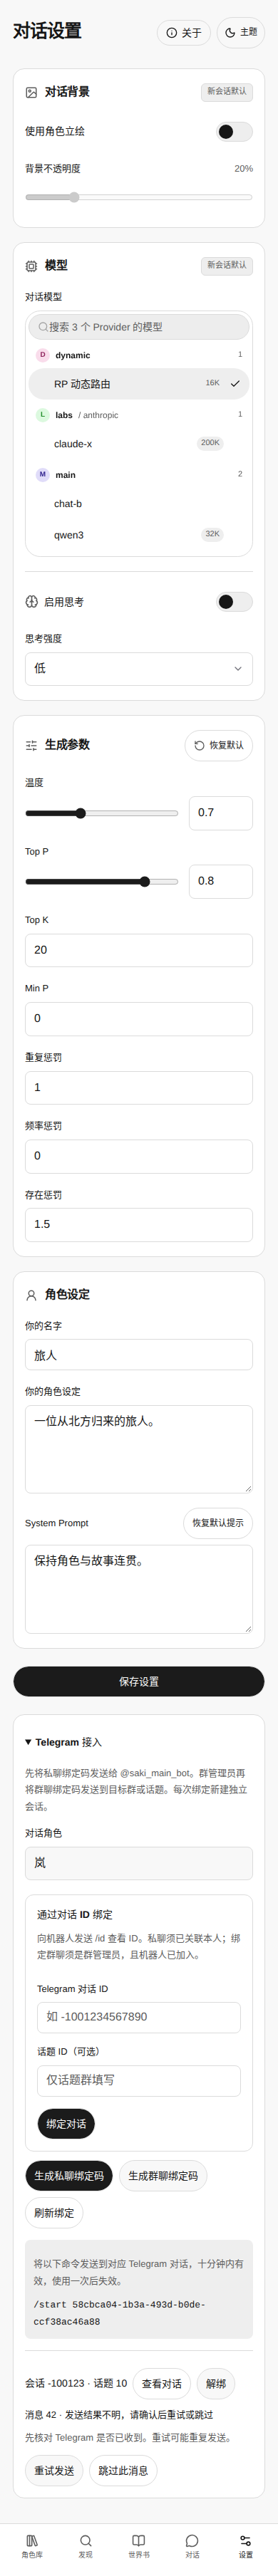 对话设置
关于
主题
对话背景
新会话默认
使用角色立绘
背景不透明度
20%
模型
新会话默认
对话模型
搜索 3 个 Provider 的模型
D dynamic 1
RP 动态路由 16K
L labs / anthropic 1
claude-x 200K
M main 2
chat-b
qwen3 32K
启用思考
思考强度
低
生成参数
恢复默认
温度
0.7
Top P
0.8
Top K
20
Min P
0
重复惩罚
1
频率惩罚
0
存在惩罚
1.5
角色设定
你的名字
旅人
你的角色设定
一位从北方归来的旅人。
System Prompt
恢复默认提示
保持角色与故事连贯。
保存设置
▼ Telegram 接入
先将私聊绑定码发送给 @saki_main_bot。群管理员再
将群聊绑定码发送到目标群或话题。每次绑定新建独立
会话。
对话角色
岚
通过对话 ID 绑定
向机器人发送 /id 查看 ID。私聊须已关联本人；绑
定群聊须是群管理员，且机器人已加入。
Telegram 对话 ID
如 -1001234567890
话题 ID（可选）
仅话题群填写
绑定对话
生成私聊绑定码
生成群聊绑定码
刷新绑定
将以下命令发送到对应 Telegram 对话，十分钟内有
效，使用一次后失效。
/start 58cbca04-1b3a-493d-b0de-
ccf38ac46a88
会话 -100123 · 话题 10
查看对话
解绑
消息 42 · 发送结果不明，请确认后重试或跳过
先核对 Telegram 是否已收到。重试可能重复发送。
重试发送
跳过此消息
角色库
发现
世界书
对话
设置